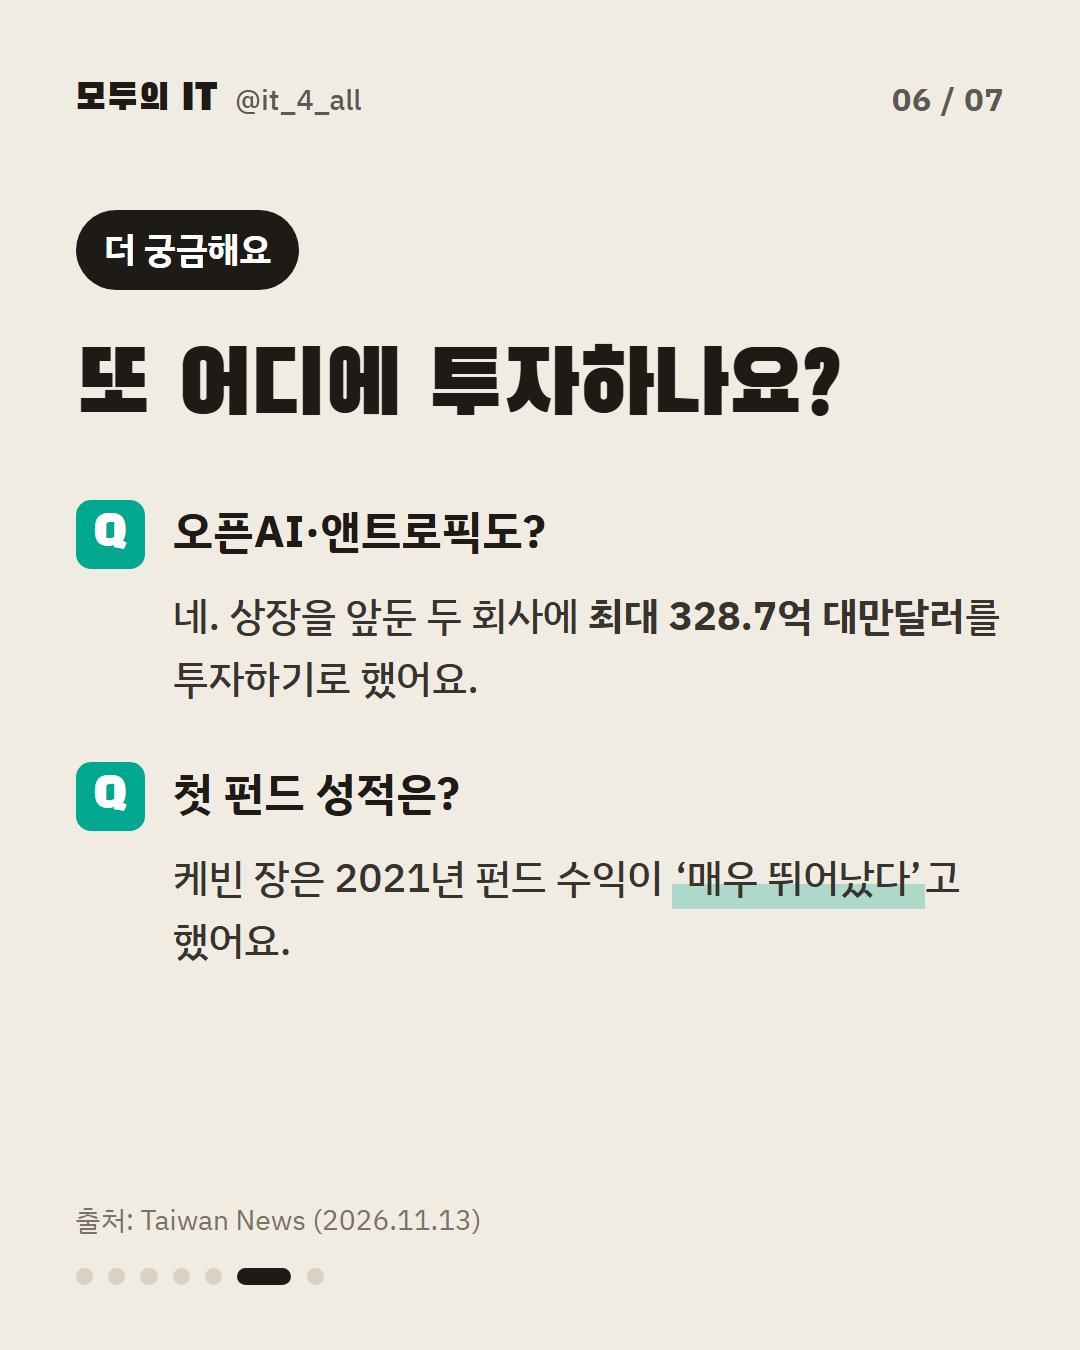 모두의 IT @it_4_all
06 / 07
더 궁금해요
또 어디에 투자하나요?
Q 오픈AI·앤트로픽도?
네. 상장을 앞둔 두 회사에 최대 328.7억 대만달러를
투자하기로 했어요.
Q 첫 펀드 성적은?
케빈 장은 2021년 펀드 수익이 ‘매우 뛰어났다’고
했어요.
출처: Taiwan News (2026.11.13)